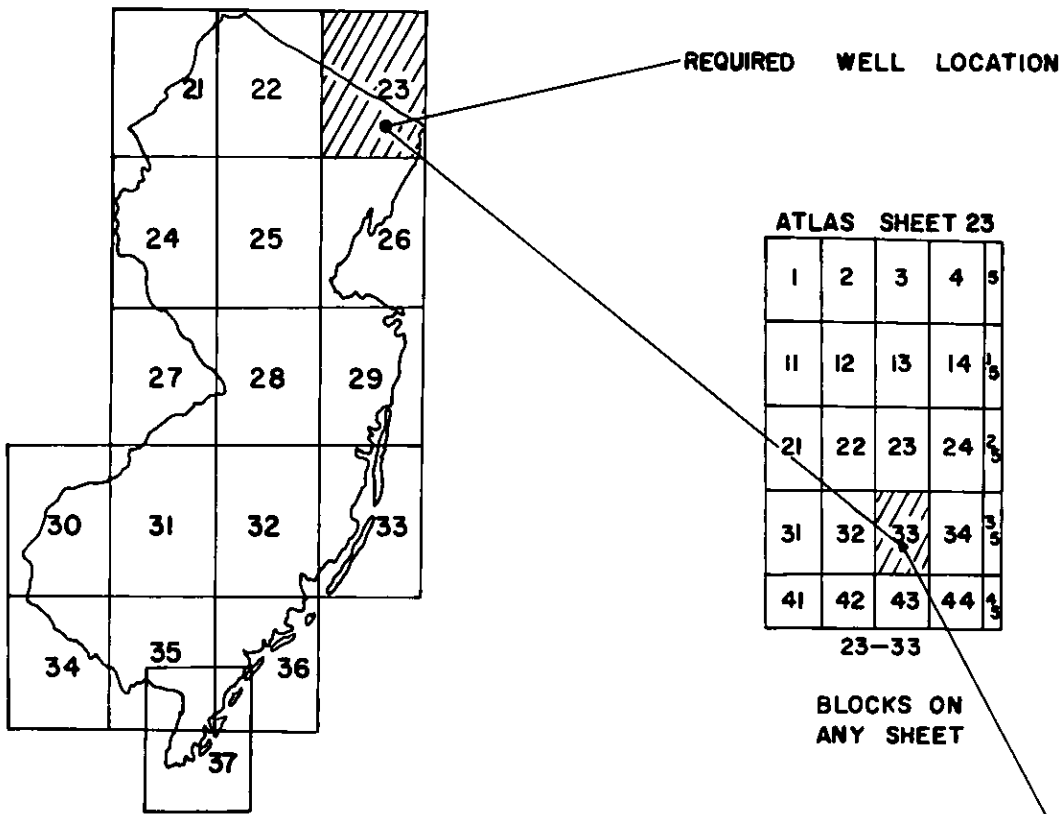 REQUIRED WELL LOCATION
21 22 23
24 25 26
27 28 29
30 31 32 33
34 35 36
37
ATLAS SHEET 23
1 2 3 4 5
11 12 13 14 15
21 22 23 24 25
31 32 33 34 35
41 42 43 44 45
23-33
BLOCKS ON
ANY SHEET